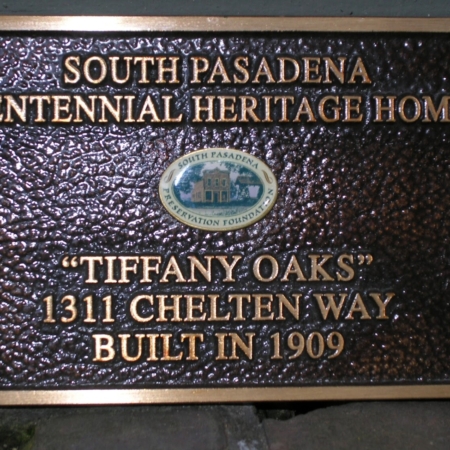 SOUTH PASADENA
ENTENNIAL HERITAGE HOM
SOUTH PASADENA
PRESERVATION FOUNDATION
"TIFFANY OAKS"
1311 CHELTEN WAY
BUILT IN 1909